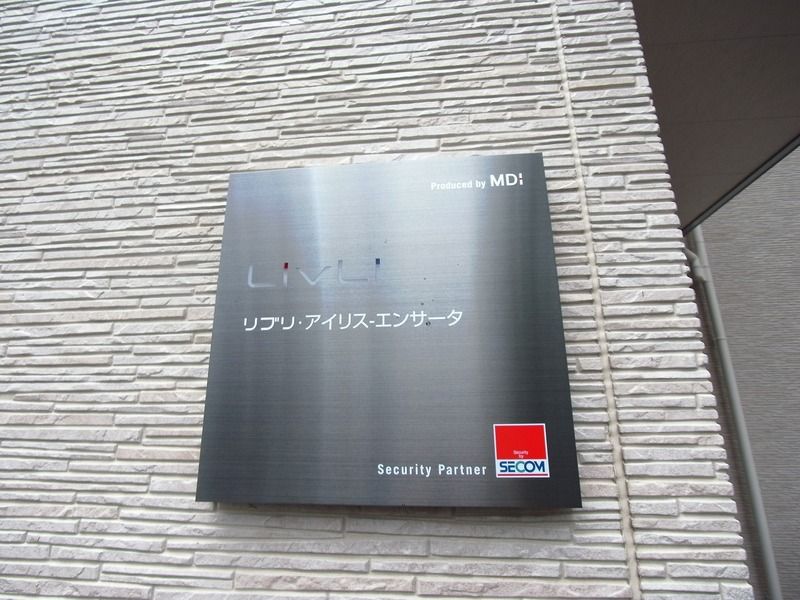 Produced by MDi
LivLi
リブリ・アイリス-エンサータ
Security Partner
Security
by
SECOM